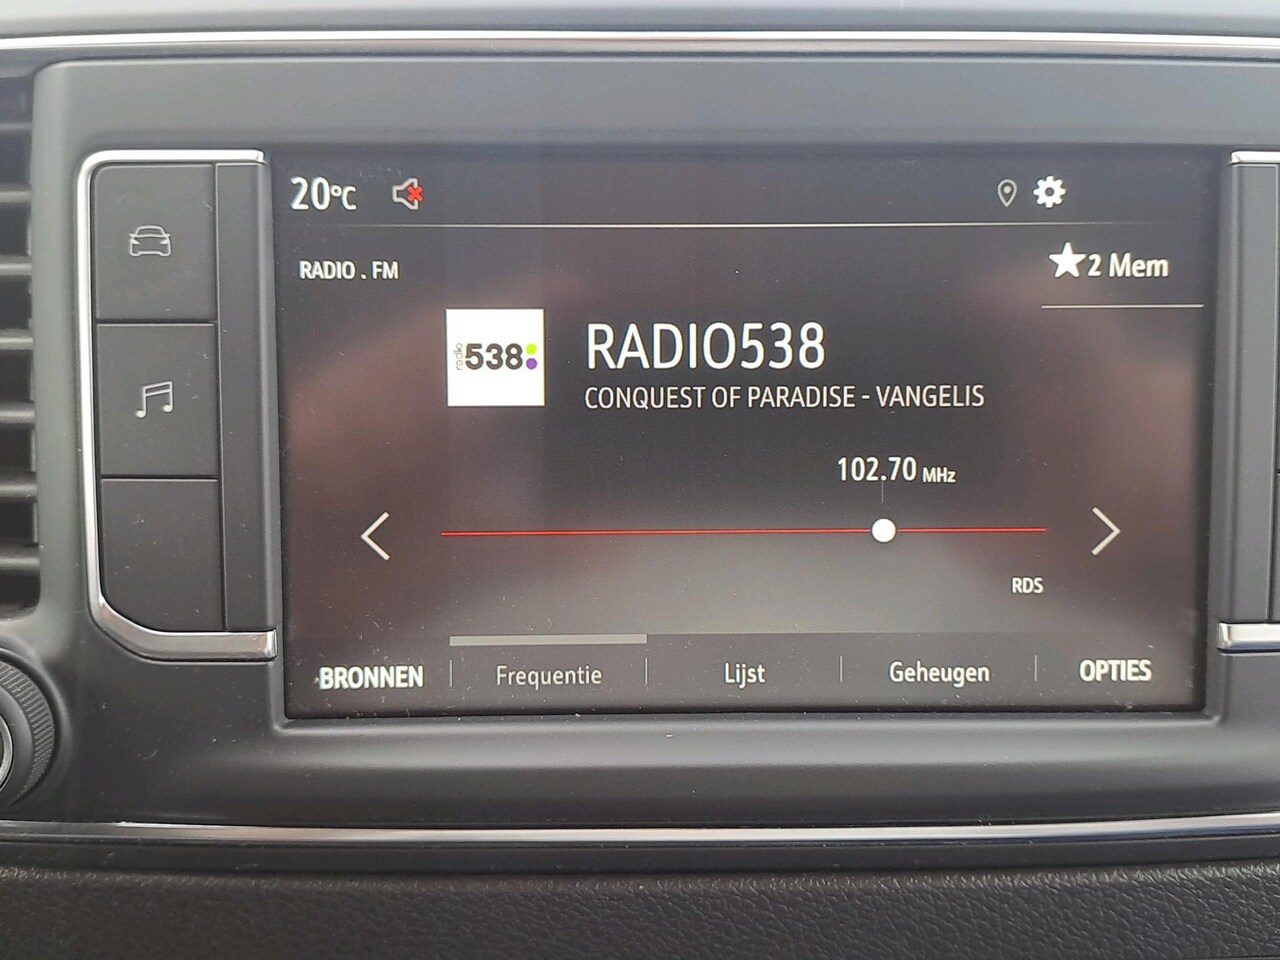 20°C
RADIO . FM
★2 Mem
radio 538
RADIO538
CONQUEST OF PARADISE - VANGELIS
102.70 MHz
RDS
BRONNEN
Frequentie
Lijst
Geheugen
OPTIES